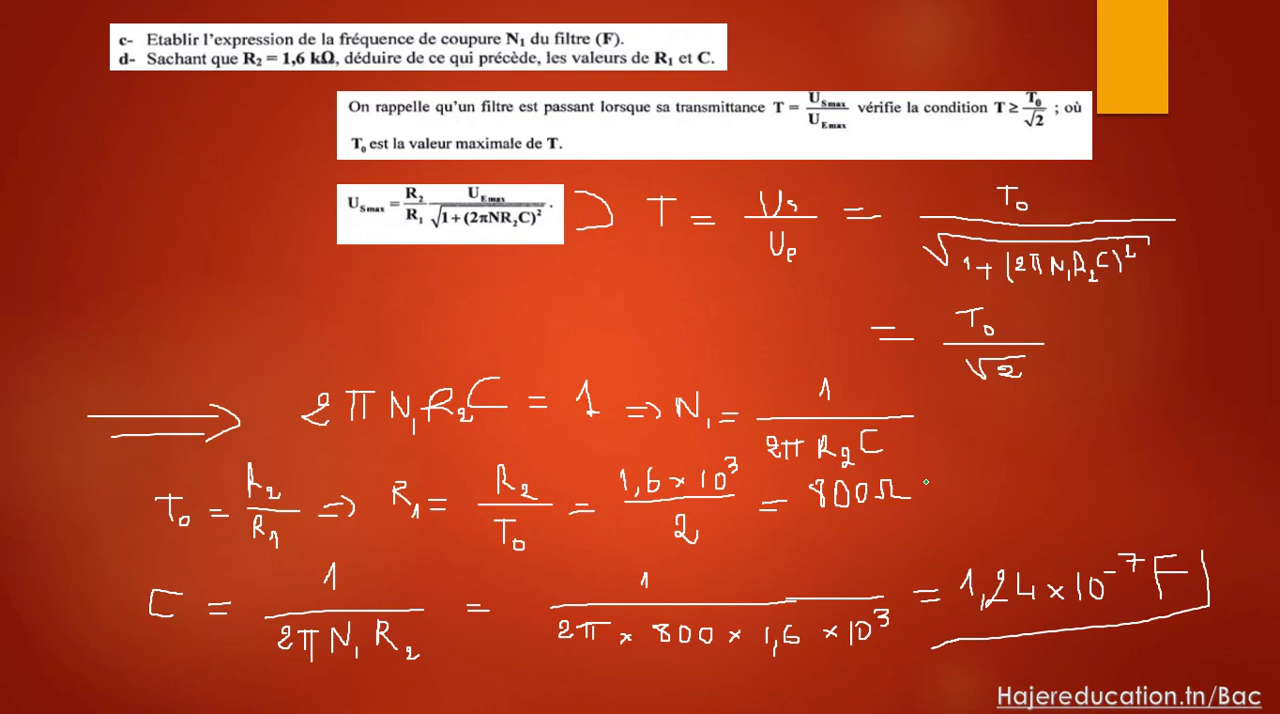 c- Etablir l'expression de la fréquence de coupure N₁ du filtre (F).
d- Sachant que R₂ = 1,6 kΩ, déduire de ce qui précède, les valeurs de R₁ et C.
On rappelle qu'un filtre est passant lorsque sa transmittance T = U_Smax / U_Emax vérifie la condition T ≥ T₀/√2 ; où
T₀ est la valeur maximale de T.
U_Smax = R₂/R₁ U_Emax/√(1+(2πNR₂C)²) .
T = Us/Ue = T₀/√(1+(2πN₁R₂C)²)
= T₀/√2
⟹ 2πN₁R₂C = 1 ⇒ N₁ = 1/(2πR₂C)
T₀ = R₂/R₁ ⇒ R₁ = R₂/T₀ = 1,6×10³/2 = 800Ω
C = 1/(2πN₁R₂) = 1/(2π×800×1,6×10³) = 1,24×10⁻⁷F
Hajereducation.tn/Bac